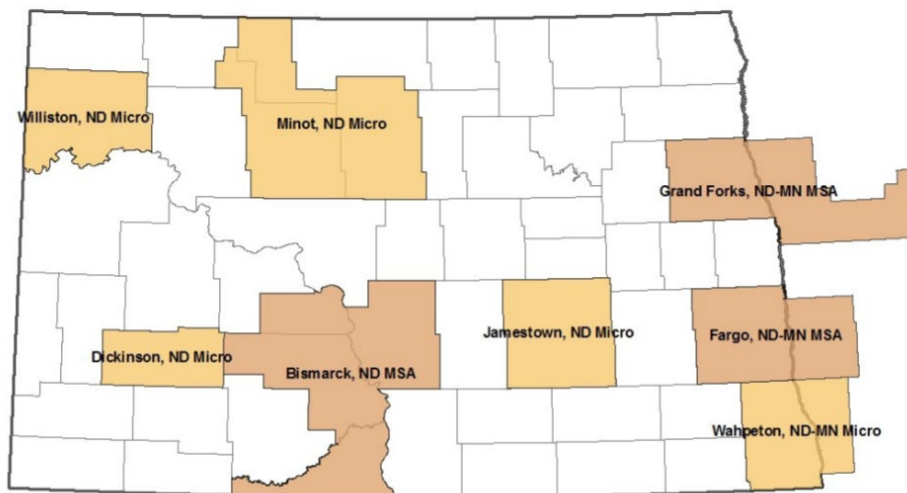 Williston, ND Micro
Minot, ND Micro
Grand Forks, ND-MN MSA
Jamestown, ND Micro
Fargo, ND-MN MSA
Dickinson, ND Micro
Bismarck, ND MSA
Wahpeton, ND-MN Micro